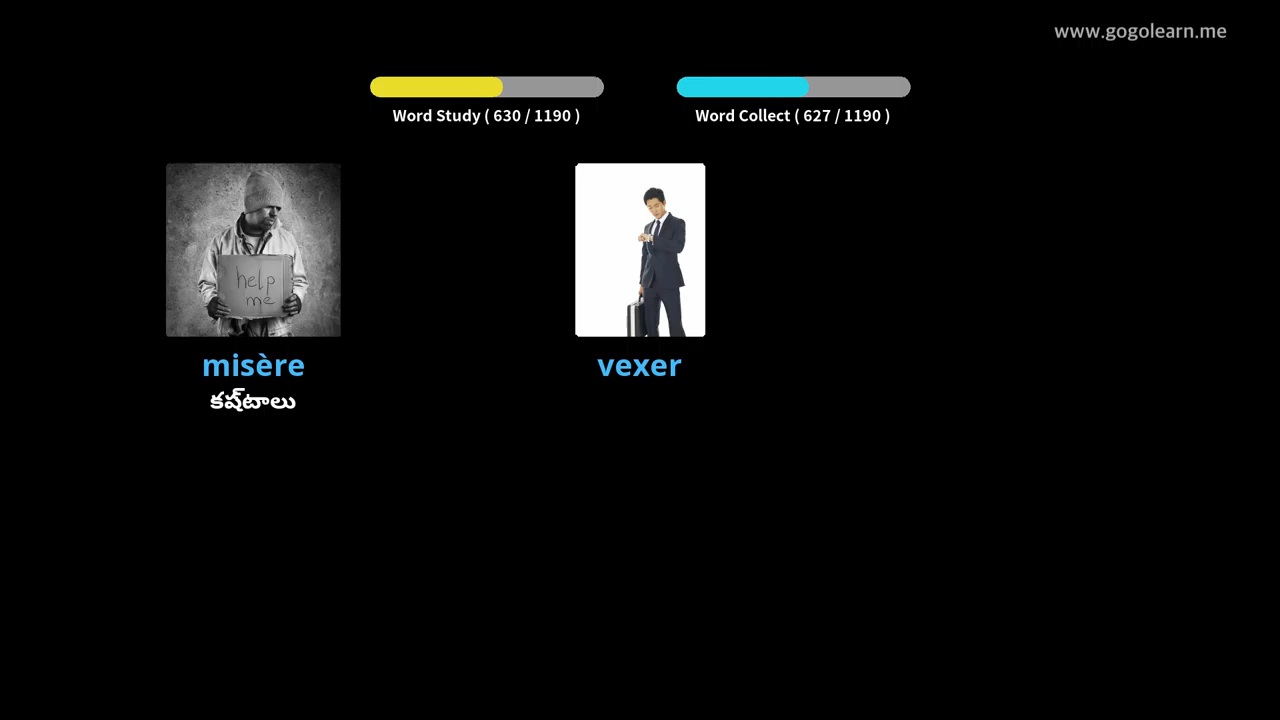 www.gogolearn.me
Word Study ( 630 / 1190 )
Word Collect ( 627 / 1190 )
help
me
misère
కష్టాలు
vexer